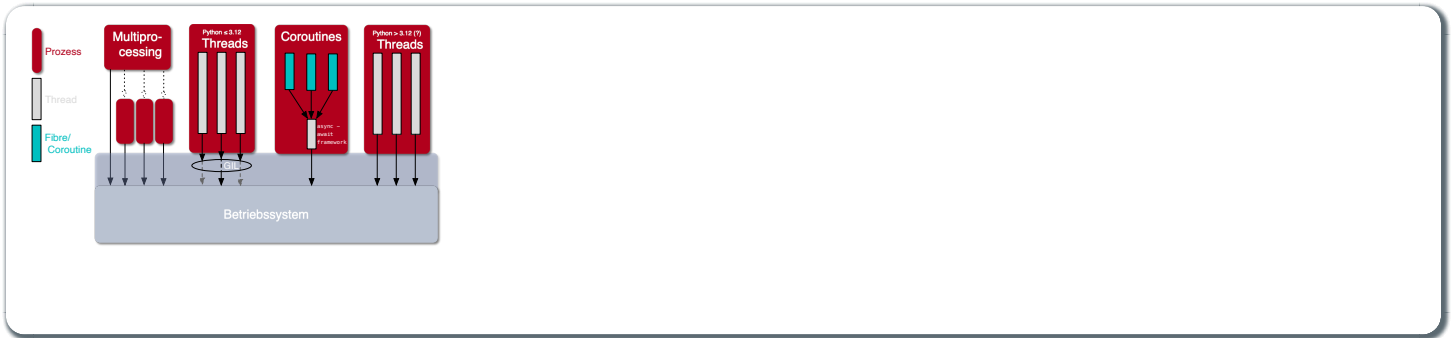 Prozess
Thread
Fibre/
Coroutine
Multipro-
cessing
Python ≤ 3.12
Threads
Coroutines
async –
await
framework
Python > 3.12 (?)
Threads
GIL
Betriebssystem